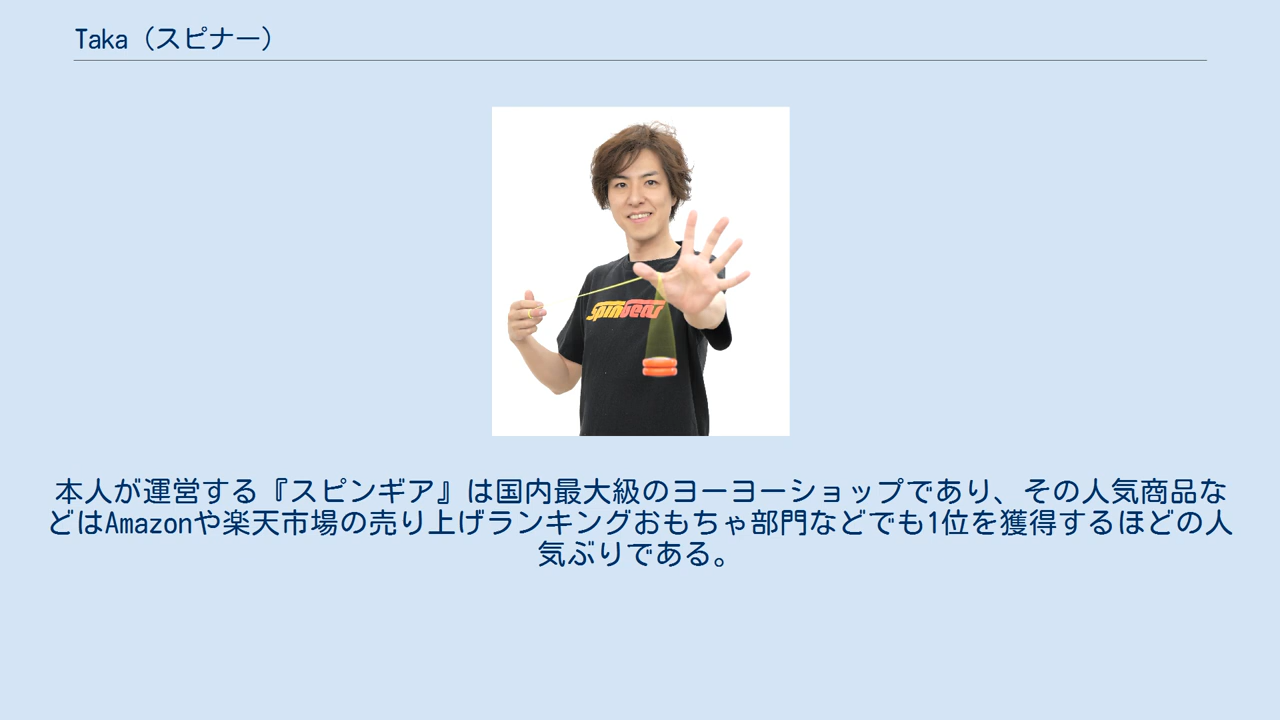 Taka（スピナー）
spingear
本人が運営する『スピンギア』は国内最大級のヨーヨーショップであり、その人気商品な
どはAmazonや楽天市場の売り上げランキングおもちゃ部門などでも1位を獲得するほどの人
気ぶりである。